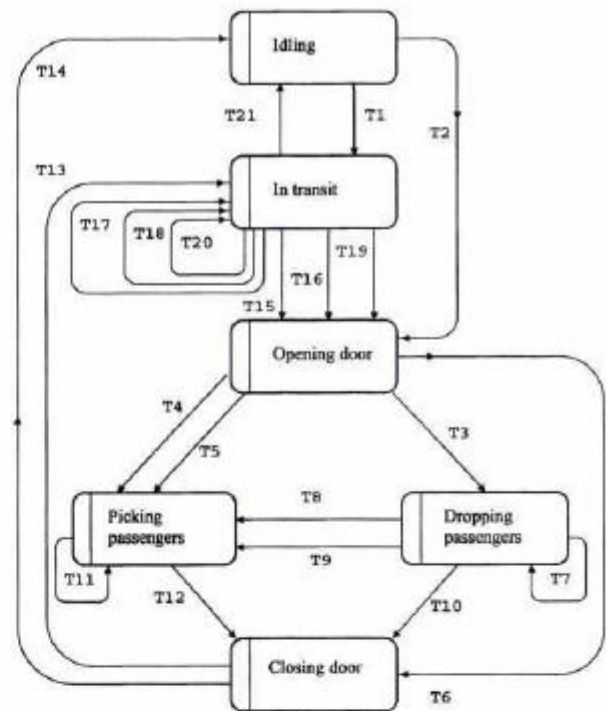 Idling
T14
T21
T1
T2
T13
In transit
T17
T18
T20
T19
T16
T15
Opening door
T4
T5
T3
Picking
passengers
T8
Dropping
passengers
T9
T11
T7
T12
T10
Closing door
T6